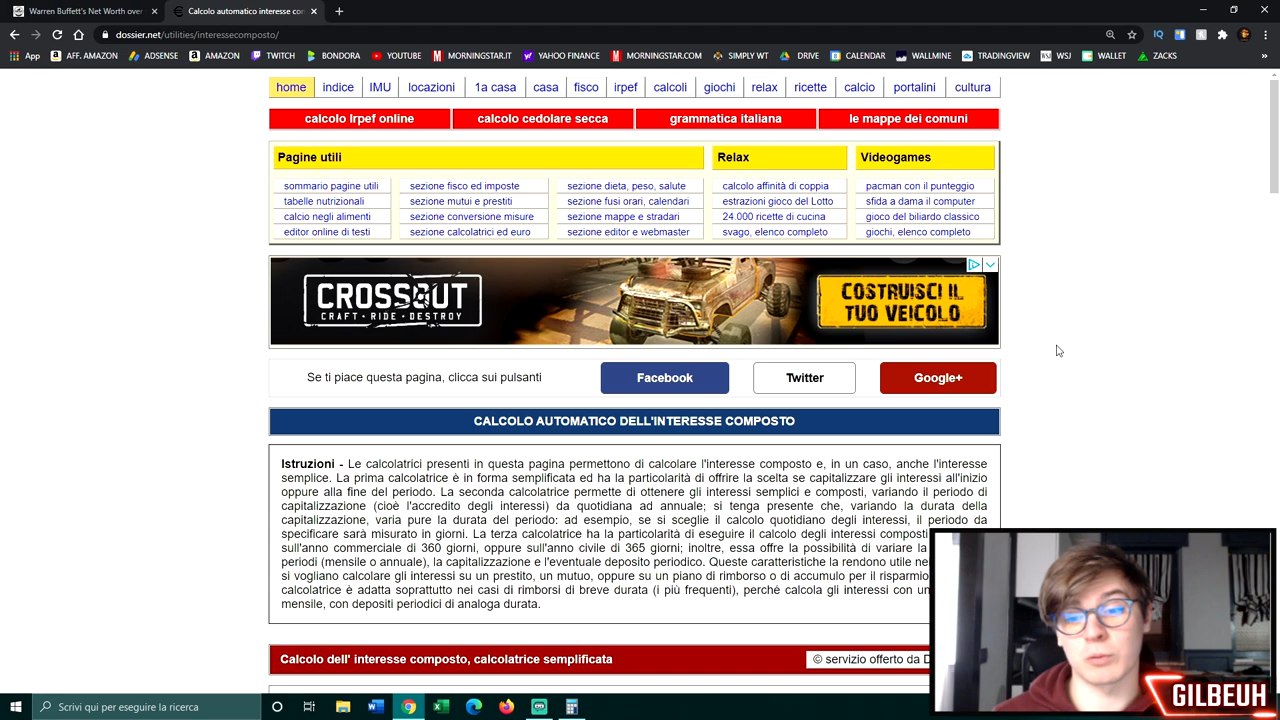 Warren Buffett's Net Worth over
Calcolo automatico interesse co
dossier.net/utilities/interessecomposto/
App
AFF. AMAZON
ADSENSE
AMAZON
TWITCH
BONDORA
YOUTUBE
MORNINGSTAR.IT
YAHOO FINANCE
MORNINGSTAR.COM
SIMPLY WT
DRIVE
CALENDAR
WALLMINE
TRADINGVIEW
WSJ
WALLET
ZACKS
home indice IMU locazioni 1a casa casa fisco irpef calcoli giochi relax ricette calcio portalini cultura
calcolo Irpef online
calcolo cedolare secca
grammatica italiana
le mappe dei comuni
Pagine utili
Relax
Videogames
sommario pagine utili
sezione fisco ed imposte
sezione dieta, peso, salute
calcolo affinità di coppia
pacman con il punteggio
tabelle nutrizionali
sezione mutui e prestiti
sezione fusi orari, calendari
estrazioni gioco del Lotto
sfida a dama il computer
calcio negli alimenti
sezione conversione misure
sezione mappe e stradari
24.000 ricette di cucina
gioco del biliardo classico
editor online di testi
sezione calcolatrici ed euro
sezione editor e webmaster
svago, elenco completo
giochi, elenco completo
CROSSOUT
CRAFT • RIDE • DESTROY
COSTRUISCI IL
TUO VEICOLO
Se ti piace questa pagina, clicca sui pulsanti
Facebook
Twitter
Google+
CALCOLO AUTOMATICO DELL'INTERESSE COMPOSTO
Istruzioni - Le calcolatrici presenti in questa pagina permettono di calcolare l'interesse composto e, in un caso, anche l'interesse
semplice. La prima calcolatrice è in forma semplificata ed ha la particolarità di offrire la scelta se capitalizzare gli interessi all'inizio
oppure alla fine del periodo. La seconda calcolatrice permette di ottenere gli interessi semplici e composti, variando il periodo di
capitalizzazione (cioè l'accredito degli interessi) da quotidiana ad annuale; si tenga presente che, variando la durata della
capitalizzazione, varia pure la durata del periodo: ad esempio, se si sceglie il calcolo quotidiano degli interessi, il periodo da
specificare sarà misurato in giorni. La terza calcolatrice ha la particolarità di eseguire il calcolo degli interessi composti
sull'anno commerciale di 360 giorni, oppure sull'anno civile di 365 giorni; inoltre, essa offre la possibilità di variare la
periodi (mensile o annuale), la capitalizzazione e l'eventuale deposito periodico. Queste caratteristiche la rendono utile ne
si vogliano calcolare gli interessi su un prestito, un mutuo, oppure su un piano di rimborso o di accumulo per il risparmio
calcolatrice è adatta soprattutto nei casi di rimborsi di breve durata (i più frequenti), perché calcola gli interessi con un
mensile, con depositi periodici di analoga durata.
Calcolo dell' interesse composto, calcolatrice semplificata
© servizio offerto da D
GILBEUH
Scrivi qui per eseguire la ricerca